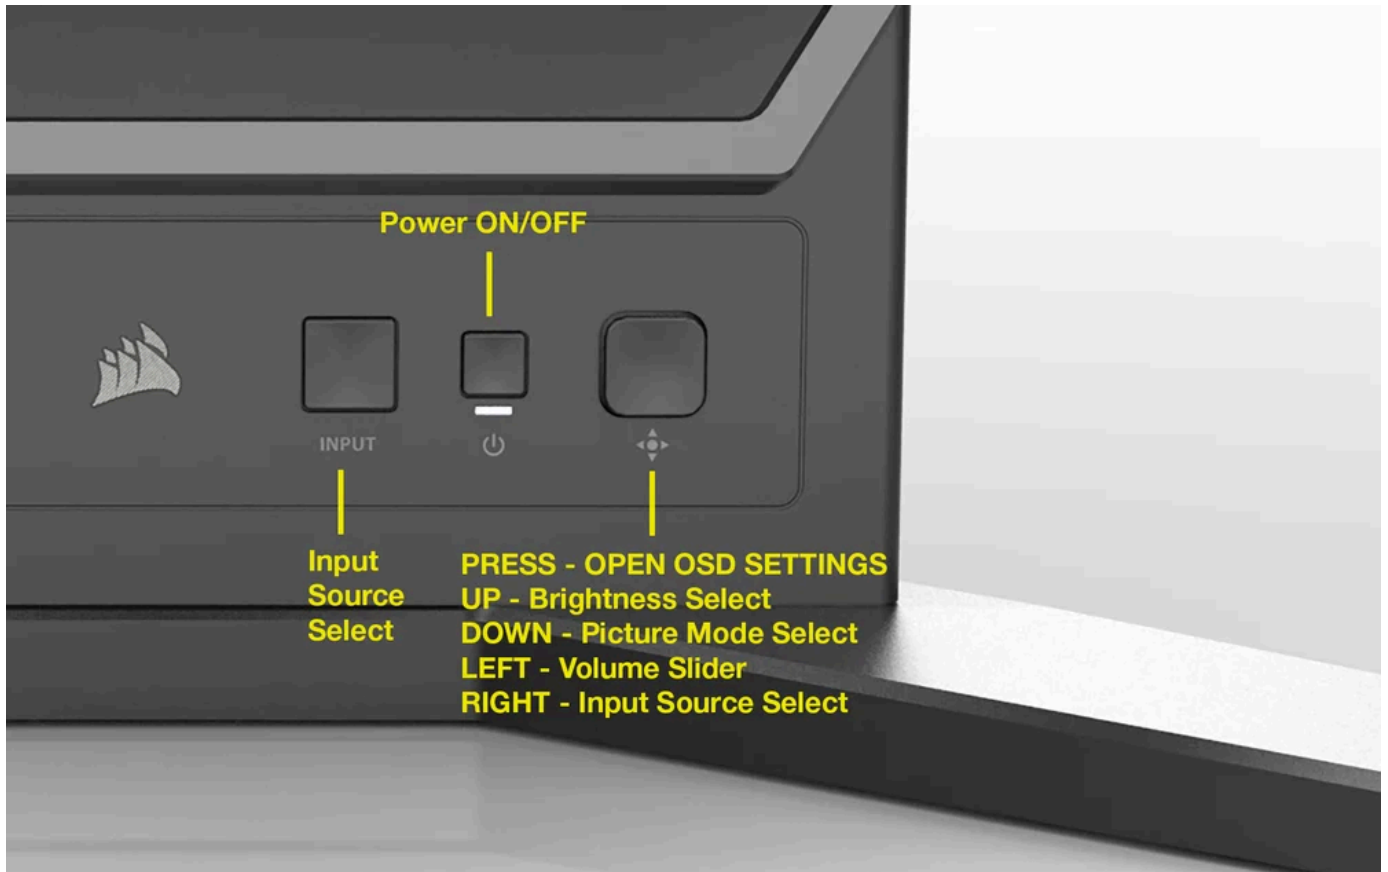 Power ON/OFF
INPUT
Input
Source
Select
PRESS - OPEN OSD SETTINGS
UP - Brightness Select
DOWN - Picture Mode Select
LEFT - Volume Slider
RIGHT - Input Source Select